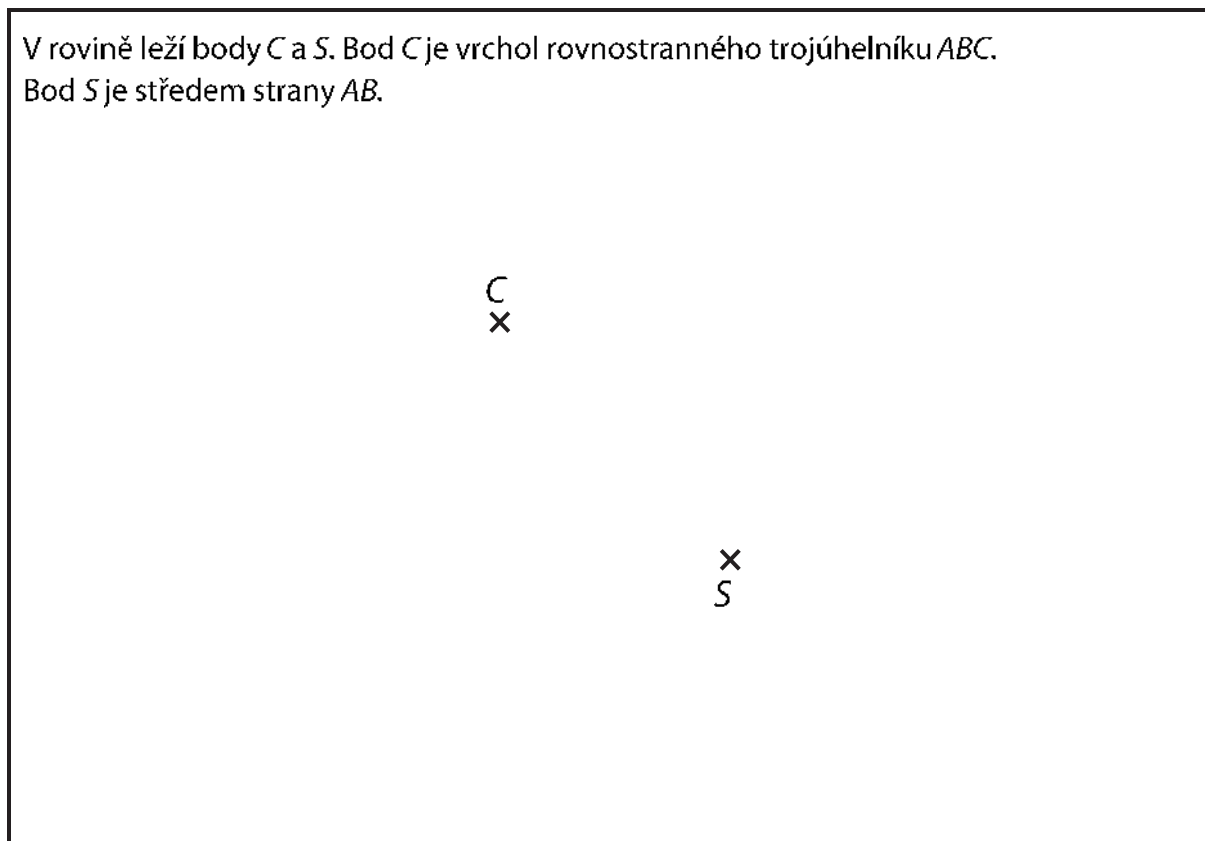 V rovině leží body C a S. Bod C je vrchol rovnostranného trojúhelníku ABC.
Bod S je středem strany AB.
C
S